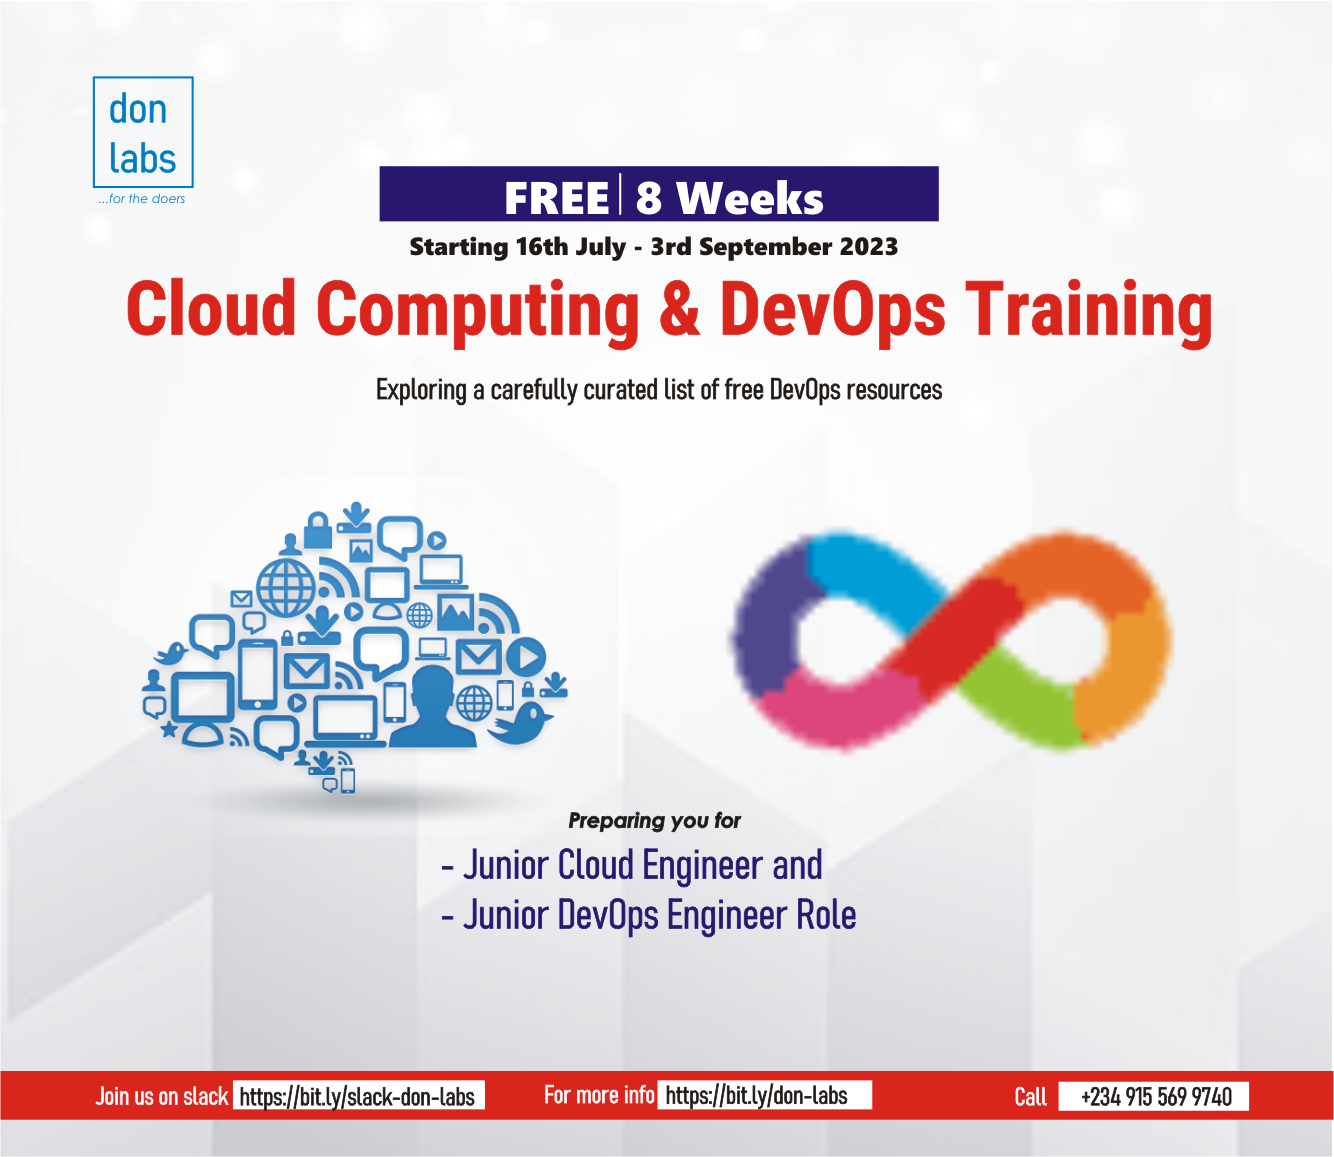 don
labs
...for the doers
FREE | 8 Weeks
Starting 16th July - 3rd September 2023
Cloud Computing & DevOps Training
Exploring a carefully curated list of free DevOps resources
Preparing you for
- Junior Cloud Engineer and
- Junior DevOps Engineer Role
Join us on slack https://bit.ly/slack-don-labs
For more info https://bit.ly/don-labs
Call +234 915 569 9740